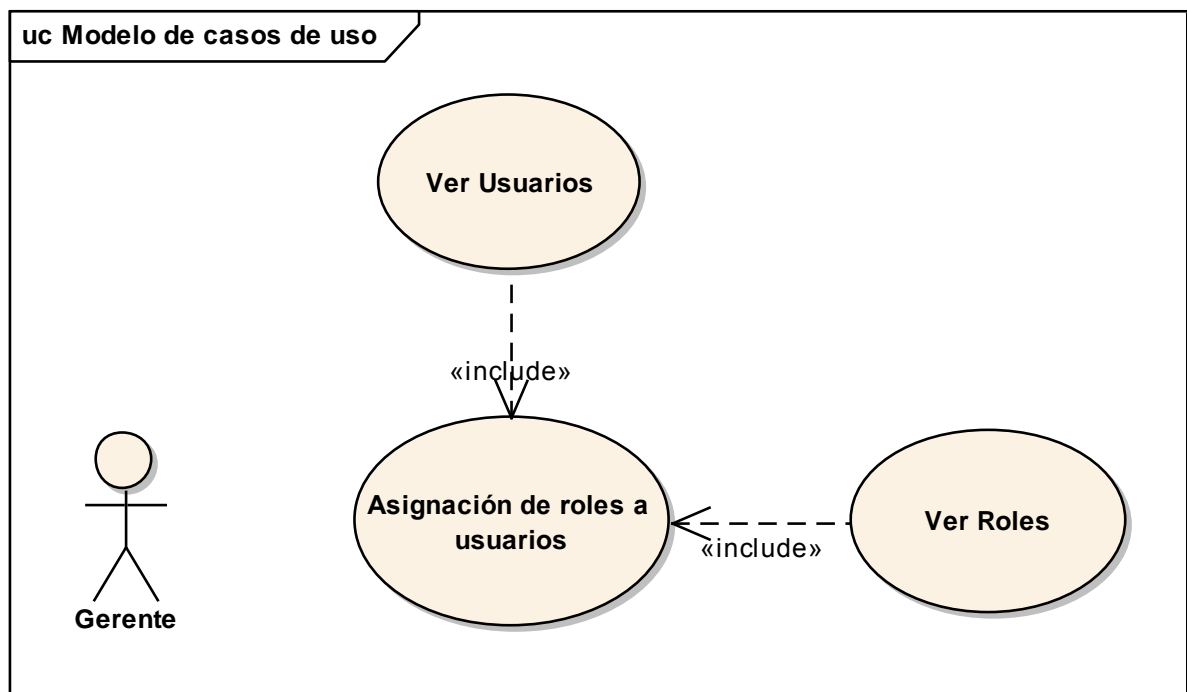 uc Modelo de casos de uso
Ver Usuarios
«include»
Asignación de roles a
usuarios
Ver Roles
«include»
Gerente